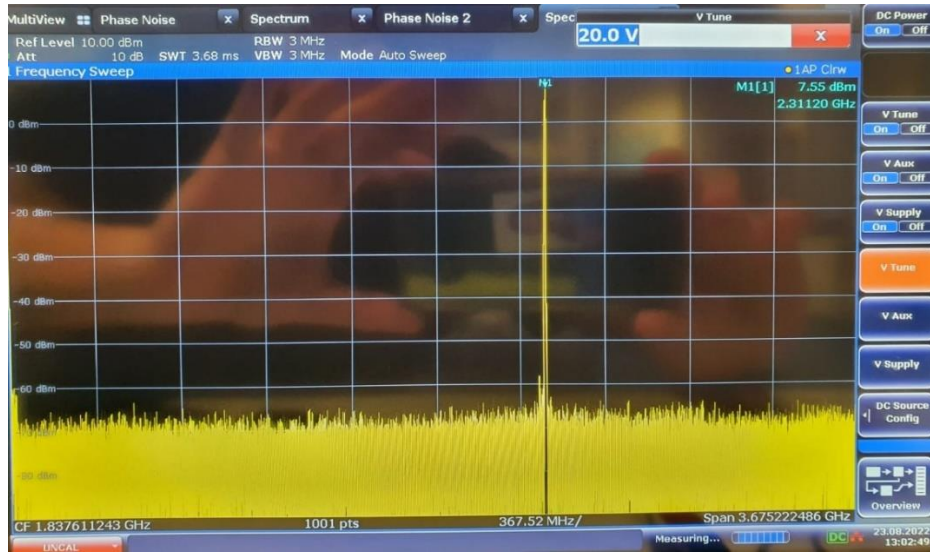 MultiView Phase Noise x Spectrum x Phase Noise 2 x Spec
V Tune
20.0 V x
Ref Level 10.00 dBm RBW 3 MHz
Att 10 dB SWT 3.68 ms VBW 3 MHz Mode Auto Sweep
1 Frequency Sweep 1AP Clrw
M1
M1[1] 7.55 dBm
2.31120 GHz
0 dBm
-10 dBm
-20 dBm
-30 dBm
-40 dBm
-50 dBm
-60 dBm
-80 dBm
CF 1.837611243 GHz 1001 pts 367.52 MHz/ Span 3.675222486 GHz
UNCAL Measuring... DC 23.08.2022
13:02:49
DC Power
On Off
V Tune
On Off
V Aux
On Off
V Supply
On Off
V Tune
V Aux
V Supply
DC Source
Config
Overview